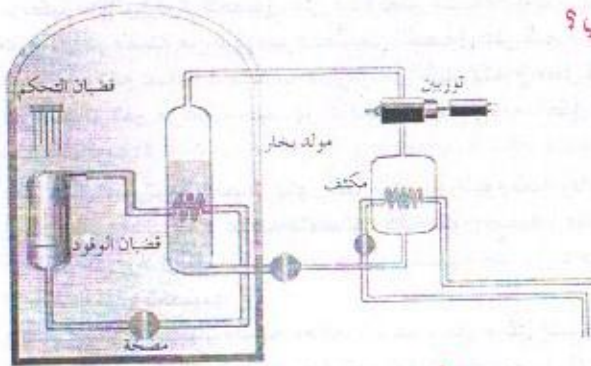 ي ؟
قضبان التحكم
توربين
مولد بخار
مكثف
قضبان الوقود
مضخة